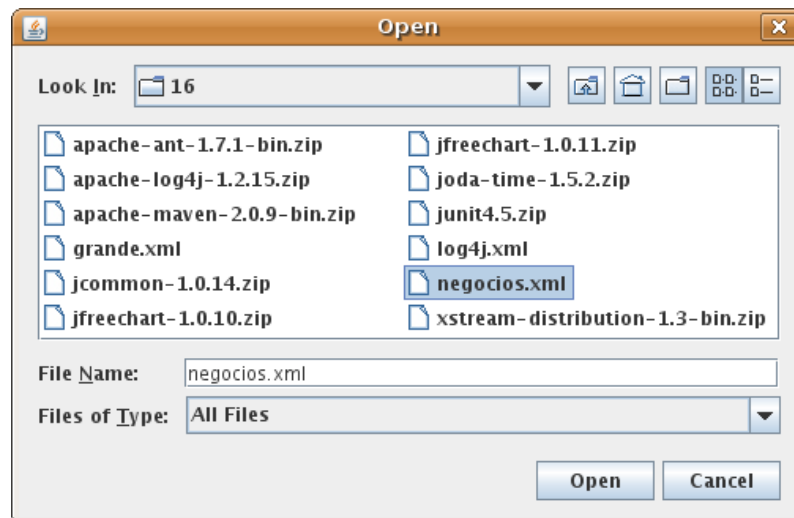 Open
Look In: 16
apache-ant-1.7.1-bin.zip
apache-log4j-1.2.15.zip
apache-maven-2.0.9-bin.zip
grande.xml
jcommon-1.0.14.zip
jfreechart-1.0.10.zip
jfreechart-1.0.11.zip
joda-time-1.5.2.zip
junit4.5.zip
log4j.xml
negocios.xml
xstream-distribution-1.3-bin.zip
File Name: negocios.xml
Files of Type: All Files
Open Cancel